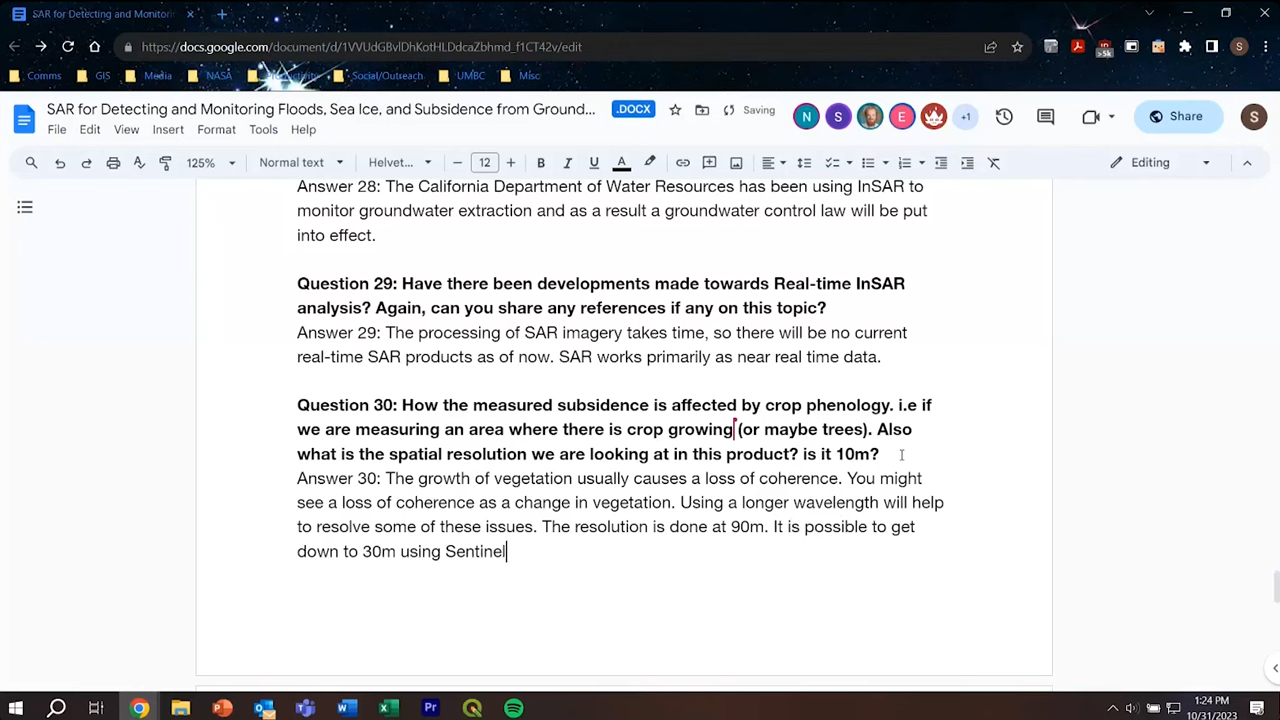 SAR for Detecting and Monitorin
https://docs.google.com/document/d/1VVUdGBvlDhKotHLDdcaZbhmd_f1CT42v/edit
>5k
S
Comms GIS Media NASA Productivity Social/Outreach UMBC Misc
SAR for Detecting and Monitoring Floods, Sea Ice, and Subsidence from Ground... .DOCX Saving
N S E +1 Share S
File Edit View Insert Format Tools Help
125% Normal text Helvet... − 12 + B I U A Editing
Answer 28: The California Department of Water Resources has been using InSAR to
monitor groundwater extraction and as a result a groundwater control law will be put
into effect.
Question 29: Have there been developments made towards Real-time InSAR
analysis? Again, can you share any references if any on this topic?
Answer 29: The processing of SAR imagery takes time, so there will be no current
real-time SAR products as of now. SAR works primarily as near real time data.
Question 30: How the measured subsidence is affected by crop phenology. i.e if
we are measuring an area where there is crop growing (or maybe trees). Also
what is the spatial resolution we are looking at in this product? is it 10m?
Answer 30: The growth of vegetation usually causes a loss of coherence. You might
see a loss of coherence as a change in vegetation. Using a longer wavelength will help
to resolve some of these issues. The resolution is done at 90m. It is possible to get
down to 30m using Sentinel
1:24 PM
10/31/2023